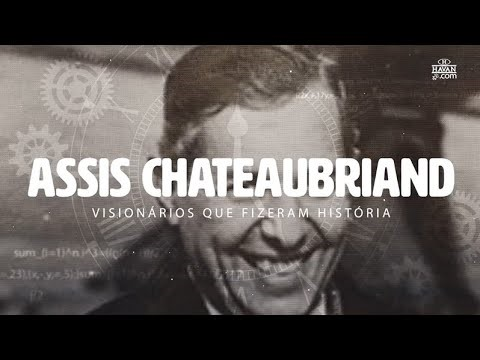 H
HAVAN
.com
ASSIS CHATEAUBRIAND
VISIONÁRIOS QUE FIZERAM HISTÓRIA